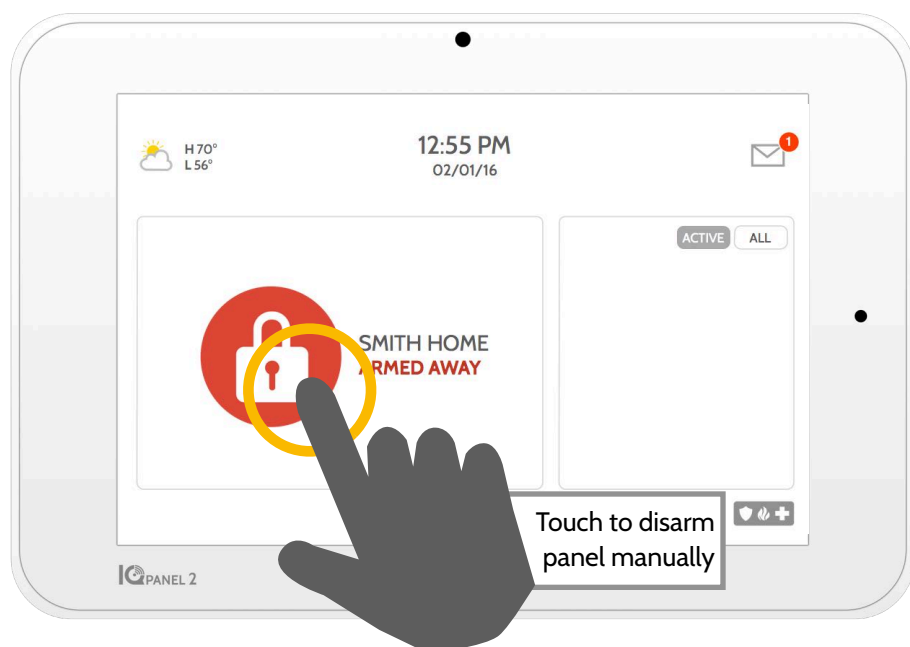 H 70°
L 56°
12:55 PM
02/01/16
1
ACTIVE
ALL
SMITH HOME
ARMED AWAY
Touch to disarm
panel manually
IQ PANEL 2